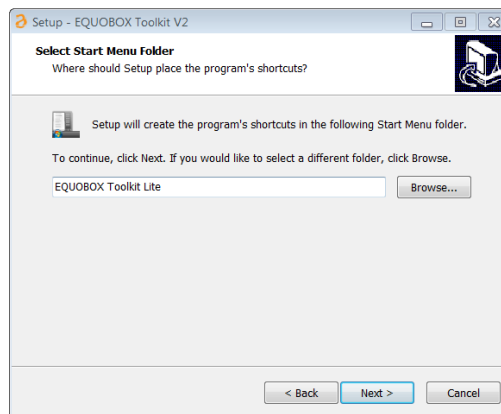 Setup - EQUOBOX Toolkit V2
Select Start Menu Folder
Where should Setup place the program's shortcuts?
Setup will create the program's shortcuts in the following Start Menu folder.
To continue, click Next. If you would like to select a different folder, click Browse.
EQUOBOX Toolkit Lite
Browse...
< Back
Next >
Cancel